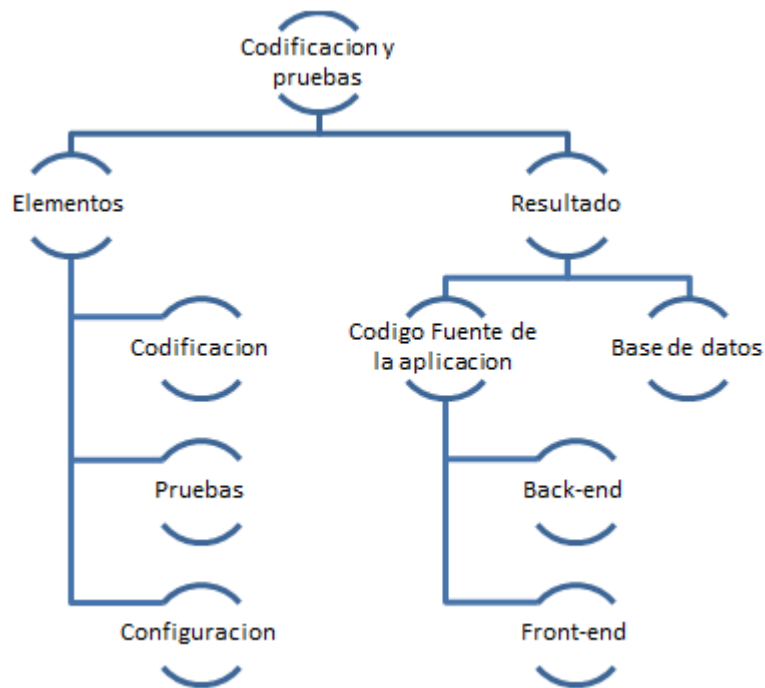 Codificacion y
pruebas
Elementos
Resultado
Codificacion
Codigo Fuente de
la aplicacion
Base de datos
Pruebas
Back-end
Configuracion
Front-end